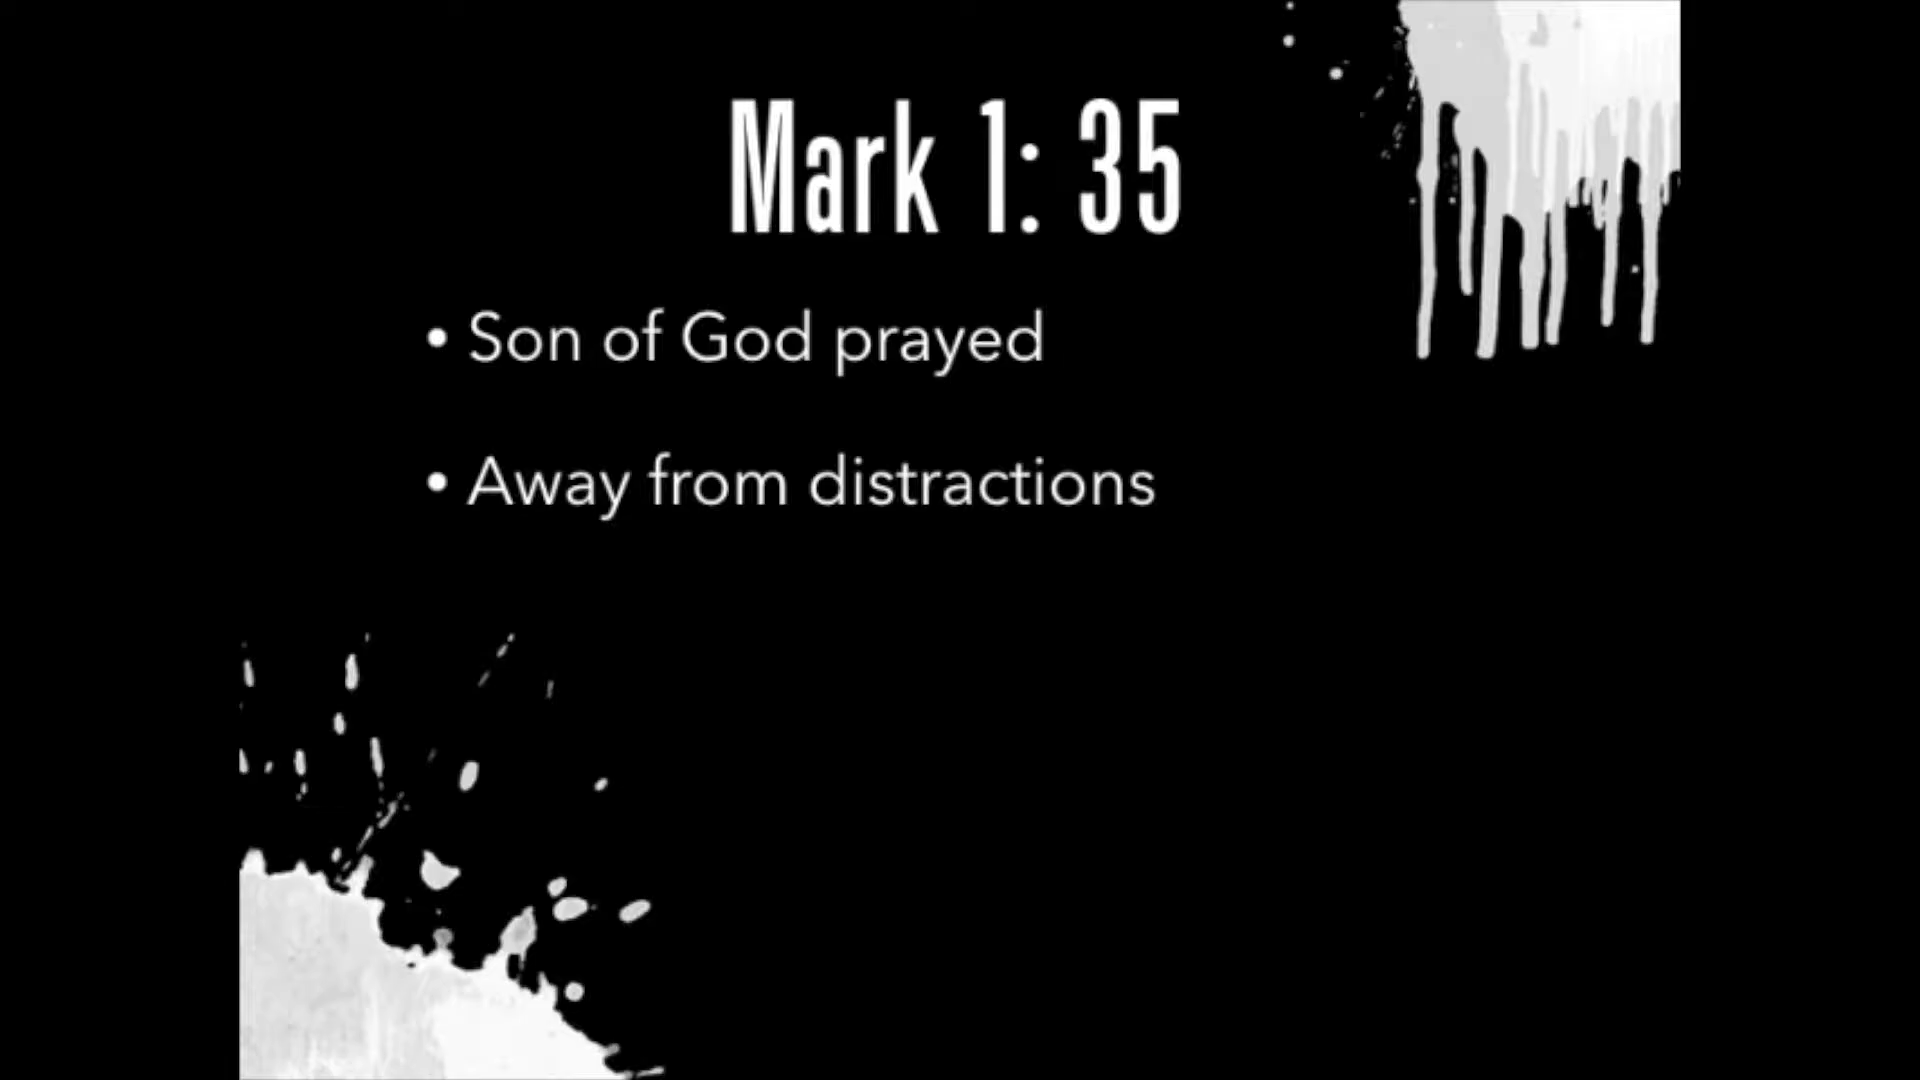 Mark 1: 35
• Son of God prayed
• Away from distractions